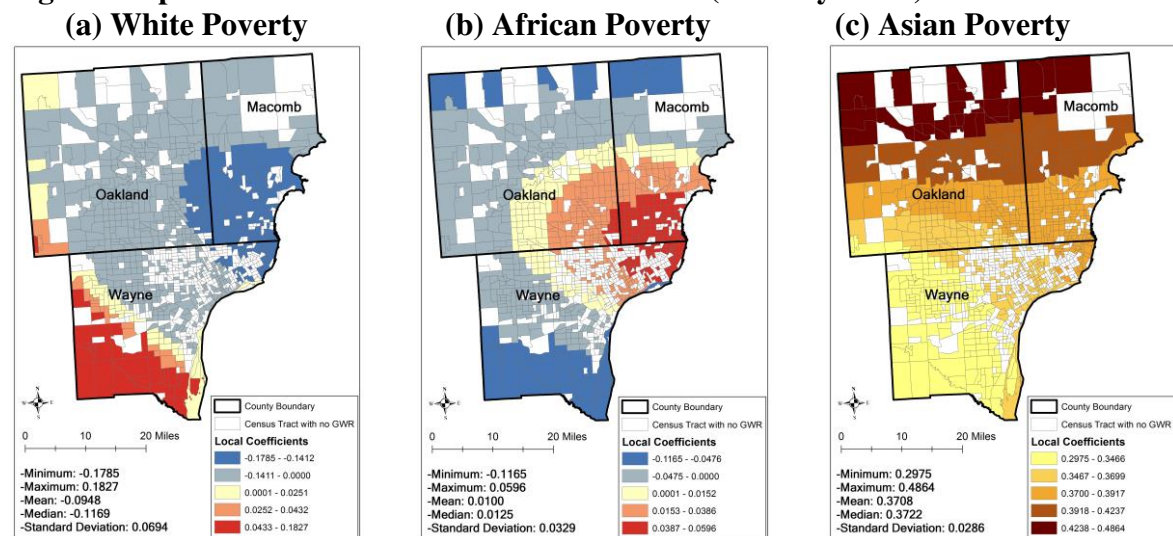 (a) White Poverty
(b) African Poverty
(c) Asian Poverty
Macomb
Oakland
Wayne
N
W
E
S
0 10 20 Miles
-Minimum: -0.1785
-Maximum: 0.1827
-Mean: -0.0948
-Median: -0.1169
-Standard Deviation: 0.0694
County Boundary
Census Tract with no GWR
Local Coefficients
-0.1785 - -0.1412
-0.1411 - 0.0000
0.0001 - 0.0251
0.0252 - 0.0432
0.0433 - 0.1827
Macomb
Oakland
Wayne
N
W
E
S
0 10 20 Miles
-Minimum: -0.1165
-Maximum: 0.0596
-Mean: 0.0100
-Median: 0.0125
-Standard Deviation: 0.0329
County Boundary
Census Tract with no GWR
Local Coefficients
-0.1165 - -0.0476
-0.0475 - 0.0000
0.0001 - 0.0152
0.0153 - 0.0386
0.0387 - 0.0596
Macomb
Oakland
Wayne
N
W
E
S
0 10 20 Miles
-Minimum: 0.2975
-Maximum: 0.4864
-Mean: 0.3708
-Median: 0.3722
-Standard Deviation: 0.0286
County Boundary
Census Tract with no GWR
Local Coefficients
0.2975 - 0.3466
0.3467 - 0.3699
0.3700 - 0.3917
0.3918 - 0.4237
0.4238 - 0.4864